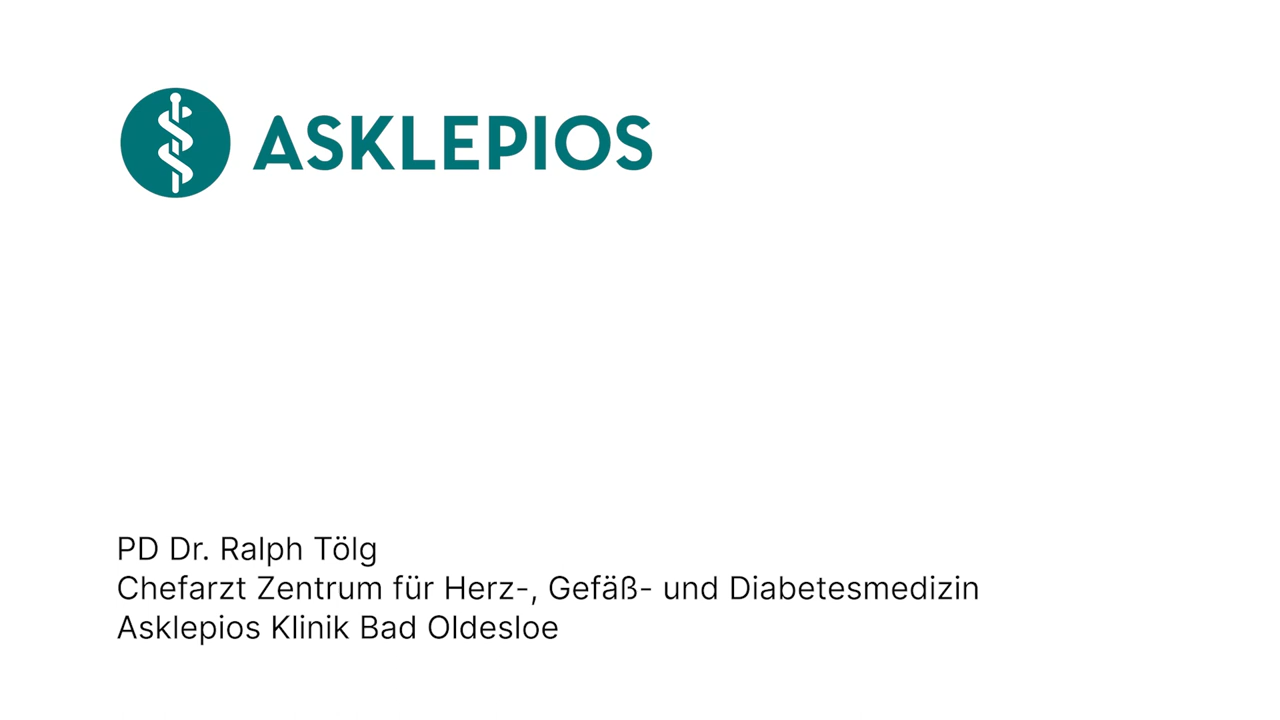 ASKLEPIOS
PD Dr. Ralph Tölg
Chefarzt Zentrum für Herz-, Gefäß- und Diabetesmedizin
Asklepios Klinik Bad Oldesloe